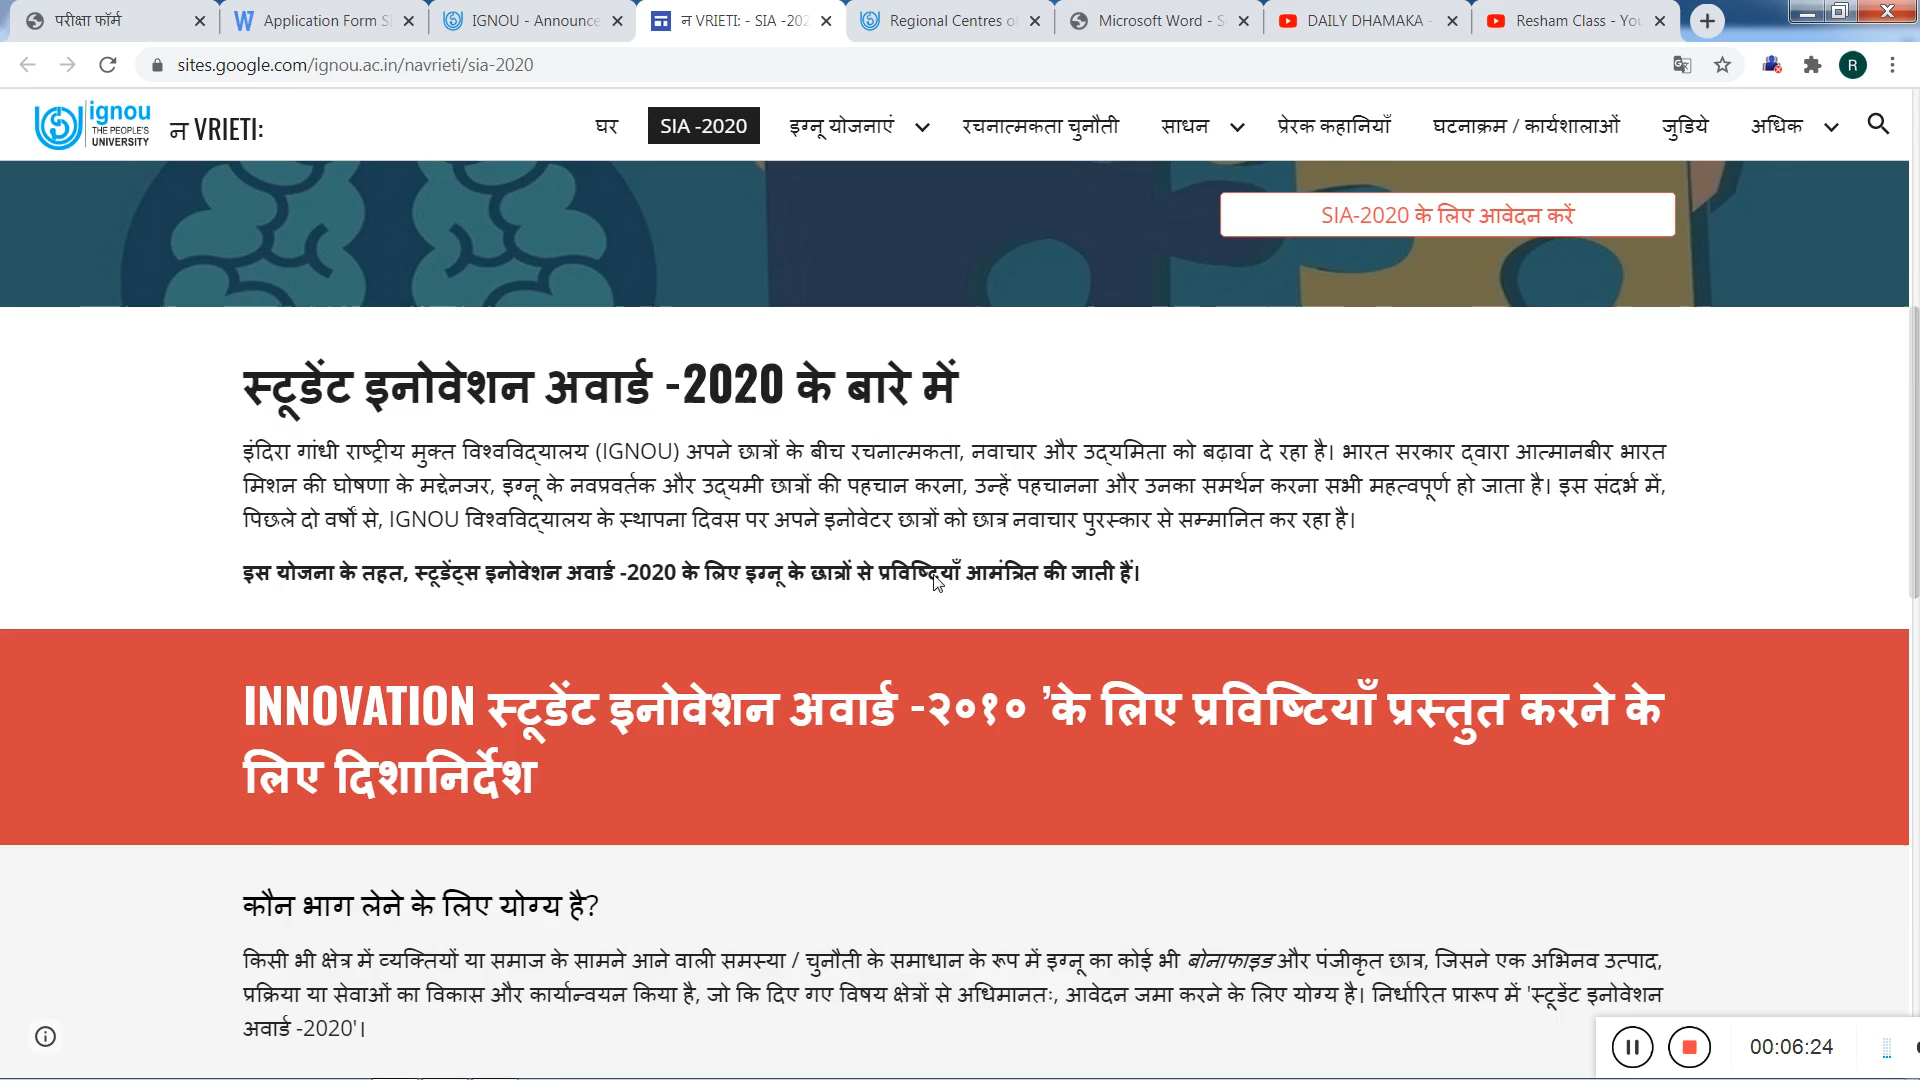 परीक्षा फॉर्म
Application Form S
IGNOU - Announce
न VRIETI: - SIA -202
Regional Centres o
Microsoft Word - S
DAILY DHAMAKA -
Resham Class - You
sites.google.com/ignou.ac.in/navrieti/sia-2020
R
ignou
THE PEOPLE'S
UNIVERSITY
न VRIETI:
घर
SIA -2020
इग्नू योजनाएं
रचनात्मकता चुनौती
साधन
प्रेरक कहानियाँ
घटनाक्रम / कार्यशालाओं
जुडिये
अधिक
SIA-2020 के लिए आवेदन करें
स्टूडेंट इनोवेशन अवार्ड -2020 के बारे में
इंदिरा गांधी राष्ट्रीय मुक्त विश्वविद्यालय (IGNOU) अपने छात्रों के बीच रचनात्मकता, नवाचार और उद्यमिता को बढ़ावा दे रहा है। भारत सरकार द्वारा आत्मानबीर भारत
मिशन की घोषणा के मद्देनजर, इग्नू के नवप्रवर्तक और उद्यमी छात्रों की पहचान करना, उन्हें पहचानना और उनका समर्थन करना सभी महत्वपूर्ण हो जाता है। इस संदर्भ में,
पिछले दो वर्षों से, IGNOU विश्वविद्यालय के स्थापना दिवस पर अपने इनोवेटर छात्रों को छात्र नवाचार पुरस्कार से सम्मानित कर रहा है।
इस योजना के तहत, स्टूडेंट्स इनोवेशन अवार्ड -2020 के लिए इग्नू के छात्रों से प्रविष्टियाँ आमंत्रित की जाती हैं।
INNOVATION स्टूडेंट इनोवेशन अवार्ड -२०१० 'के लिए प्रविष्टियाँ प्रस्तुत करने के
लिए दिशानिर्देश
कौन भाग लेने के लिए योग्य है?
किसी भी क्षेत्र में व्यक्तियों या समाज के सामने आने वाली समस्या / चुनौती के समाधान के रूप में इग्नू का कोई भी बोनाफाइड और पंजीकृत छात्र, जिसने एक अभिनव उत्पाद,
प्रक्रिया या सेवाओं का विकास और कार्यान्वयन किया है, जो कि दिए गए विषय क्षेत्रों से अधिमानतः, आवेदन जमा करने के लिए योग्य है। निर्धारित प्रारूप में 'स्टूडेंट इनोवेशन
अवार्ड -2020'।
00:06:24